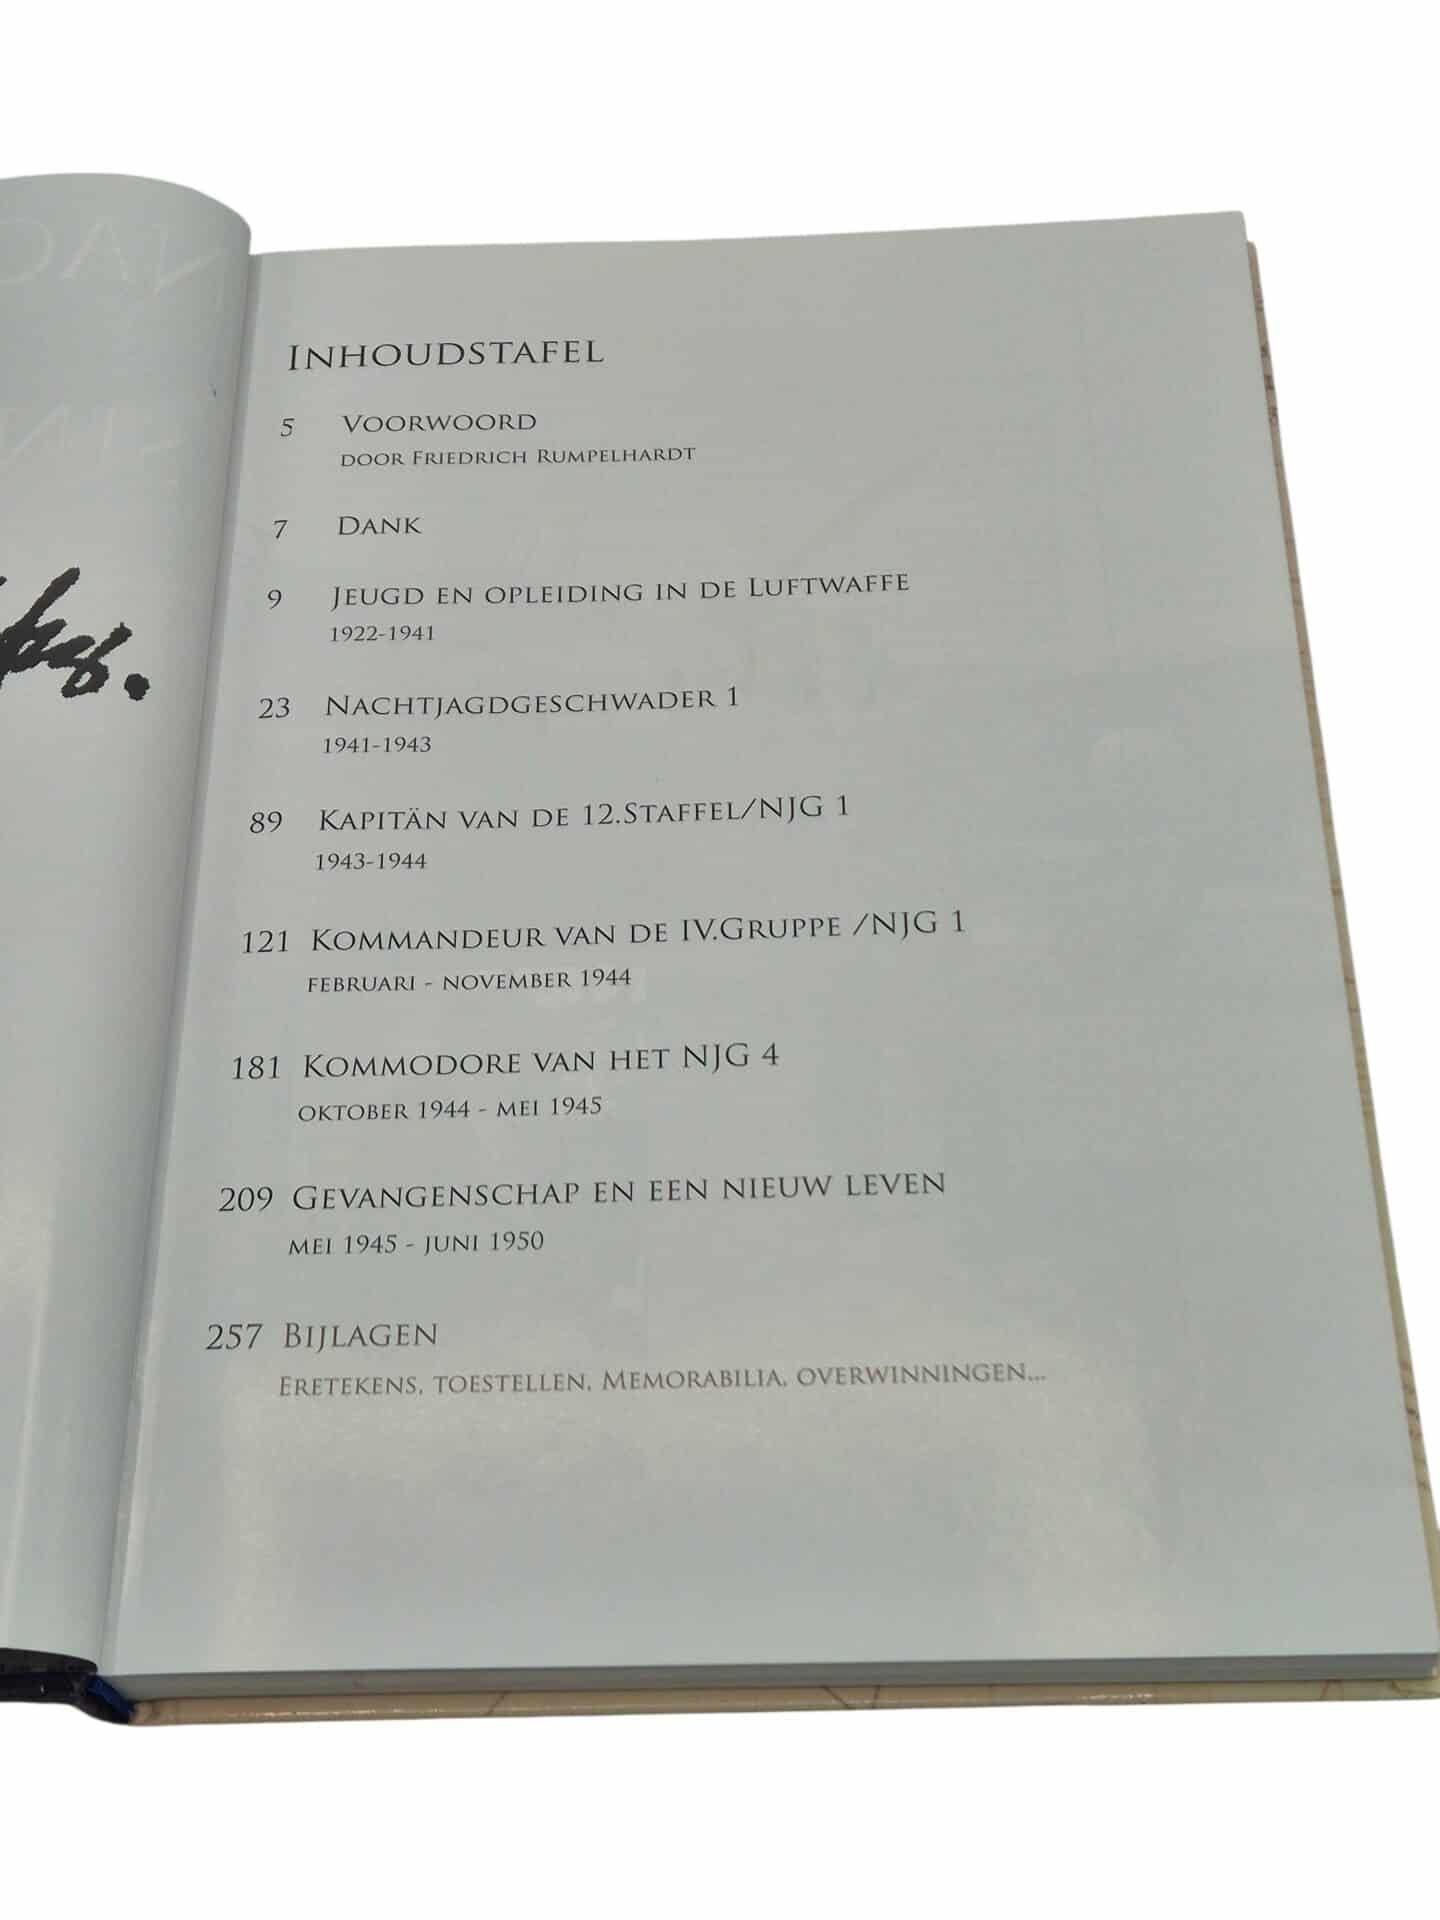 Inhoudstafel
5 Voorwoord
door Friedrich Rumpelhardt
7 Dank
9 Jeugd en opleiding in de Luftwaffe
1922-1941
23 Nachtjagdgeschwader 1
1941-1943
89 Kapitän van de 12.Staffel/NJG 1
1943-1944
121 Kommandeur van de IV.Gruppe /NJG 1
februari - november 1944
181 Kommodore van het NJG 4
oktober 1944 - mei 1945
209 Gevangenschap en een nieuw leven
mei 1945 - juni 1950
257 Bijlagen
Eretekens, toestellen, Memorabilia, overwinningen...